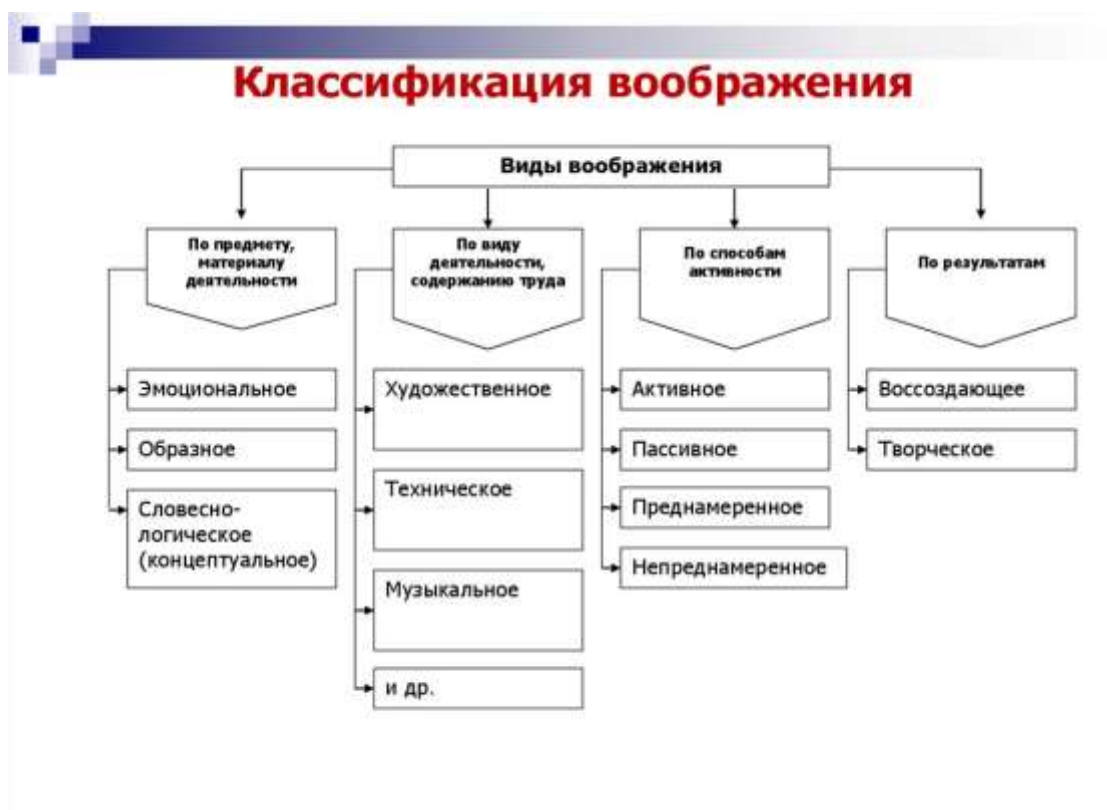 Классификация воображения
Виды воображения
По предмету,
материалу
деятельности
Эмоциональное
Образное
Словесно-
логическое
(концептуальное)
По виду
деятельности,
содержанию труда
Художественное
Техническое
Музыкальное
и др.
По способам
активности
Активное
Пассивное
Преднамеренное
Непреднамеренное
По результатам
Воссоздающее
Творческое